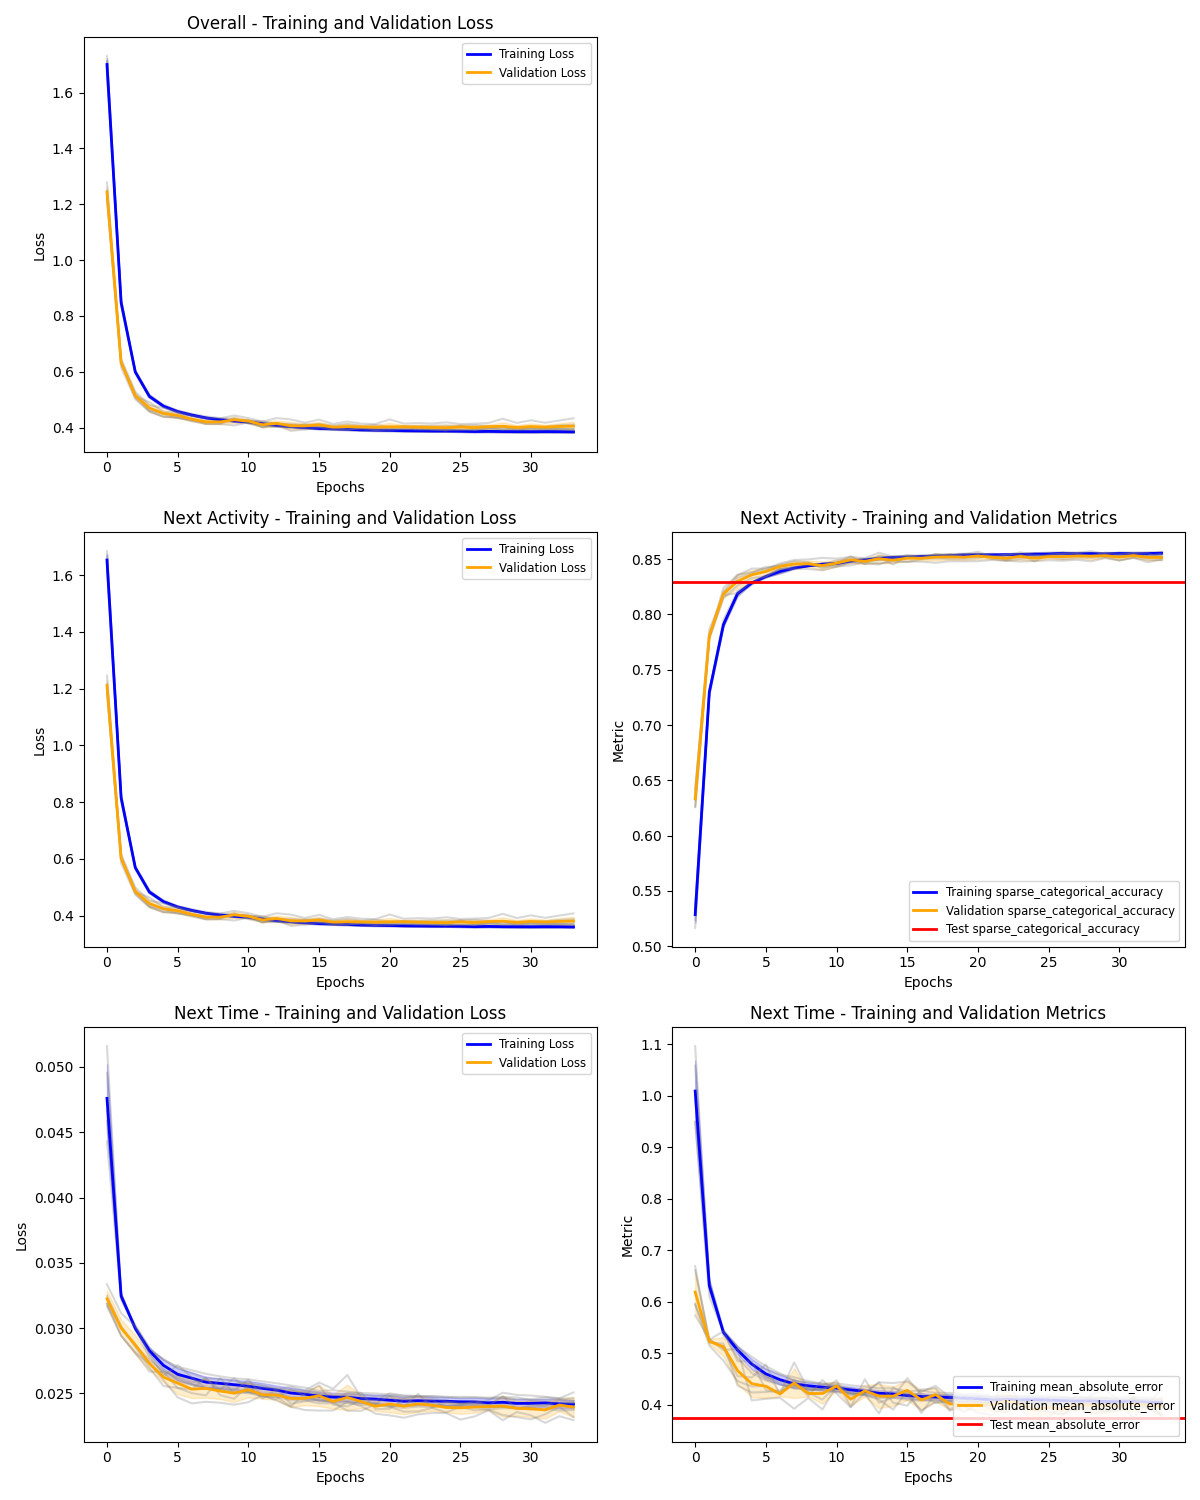 Overall - Training and Validation Loss
Training Loss
Validation Loss
1.6
1.4
1.2
1.0
0.8
0.6
0.4
Loss
0 5 10 15 20 25 30
Epochs
Next Activity - Training and Validation Loss
Training Loss
Validation Loss
1.6
1.4
1.2
1.0
0.8
0.6
0.4
Loss
0 5 10 15 20 25 30
Epochs
Next Activity - Training and Validation Metrics
0.85
0.80
0.75
0.70
0.65
0.60
0.55
0.50
Metric
Training sparse_categorical_accuracy
Validation sparse_categorical_accuracy
Test sparse_categorical_accuracy
0 5 10 15 20 25 30
Epochs
Next Time - Training and Validation Loss
Training Loss
Validation Loss
0.050
0.045
0.040
0.035
0.030
0.025
Loss
0 5 10 15 20 25 30
Epochs
Next Time - Training and Validation Metrics
1.1
1.0
0.9
0.8
0.7
0.6
0.5
0.4
Metric
Training mean_absolute_error
Validation mean_absolute_error
Test mean_absolute_error
0 5 10 15 20 25 30
Epochs